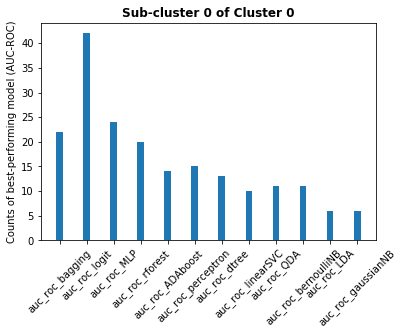 Sub-cluster 0 of Cluster 0
Counts of best-performing model (AUC-ROC)
40
35
30
25
20
15
10
5
0
auc_roc_bagging
auc_roc_logit
auc_roc_MLP
auc_roc_rforest
auc_roc_ADAboost
auc_roc_perceptron
auc_roc_dtree
auc_roc_linearSVC
auc_roc_QDA
auc_roc_bernoulliNB
auc_roc_LDA
auc_roc_gaussianNB